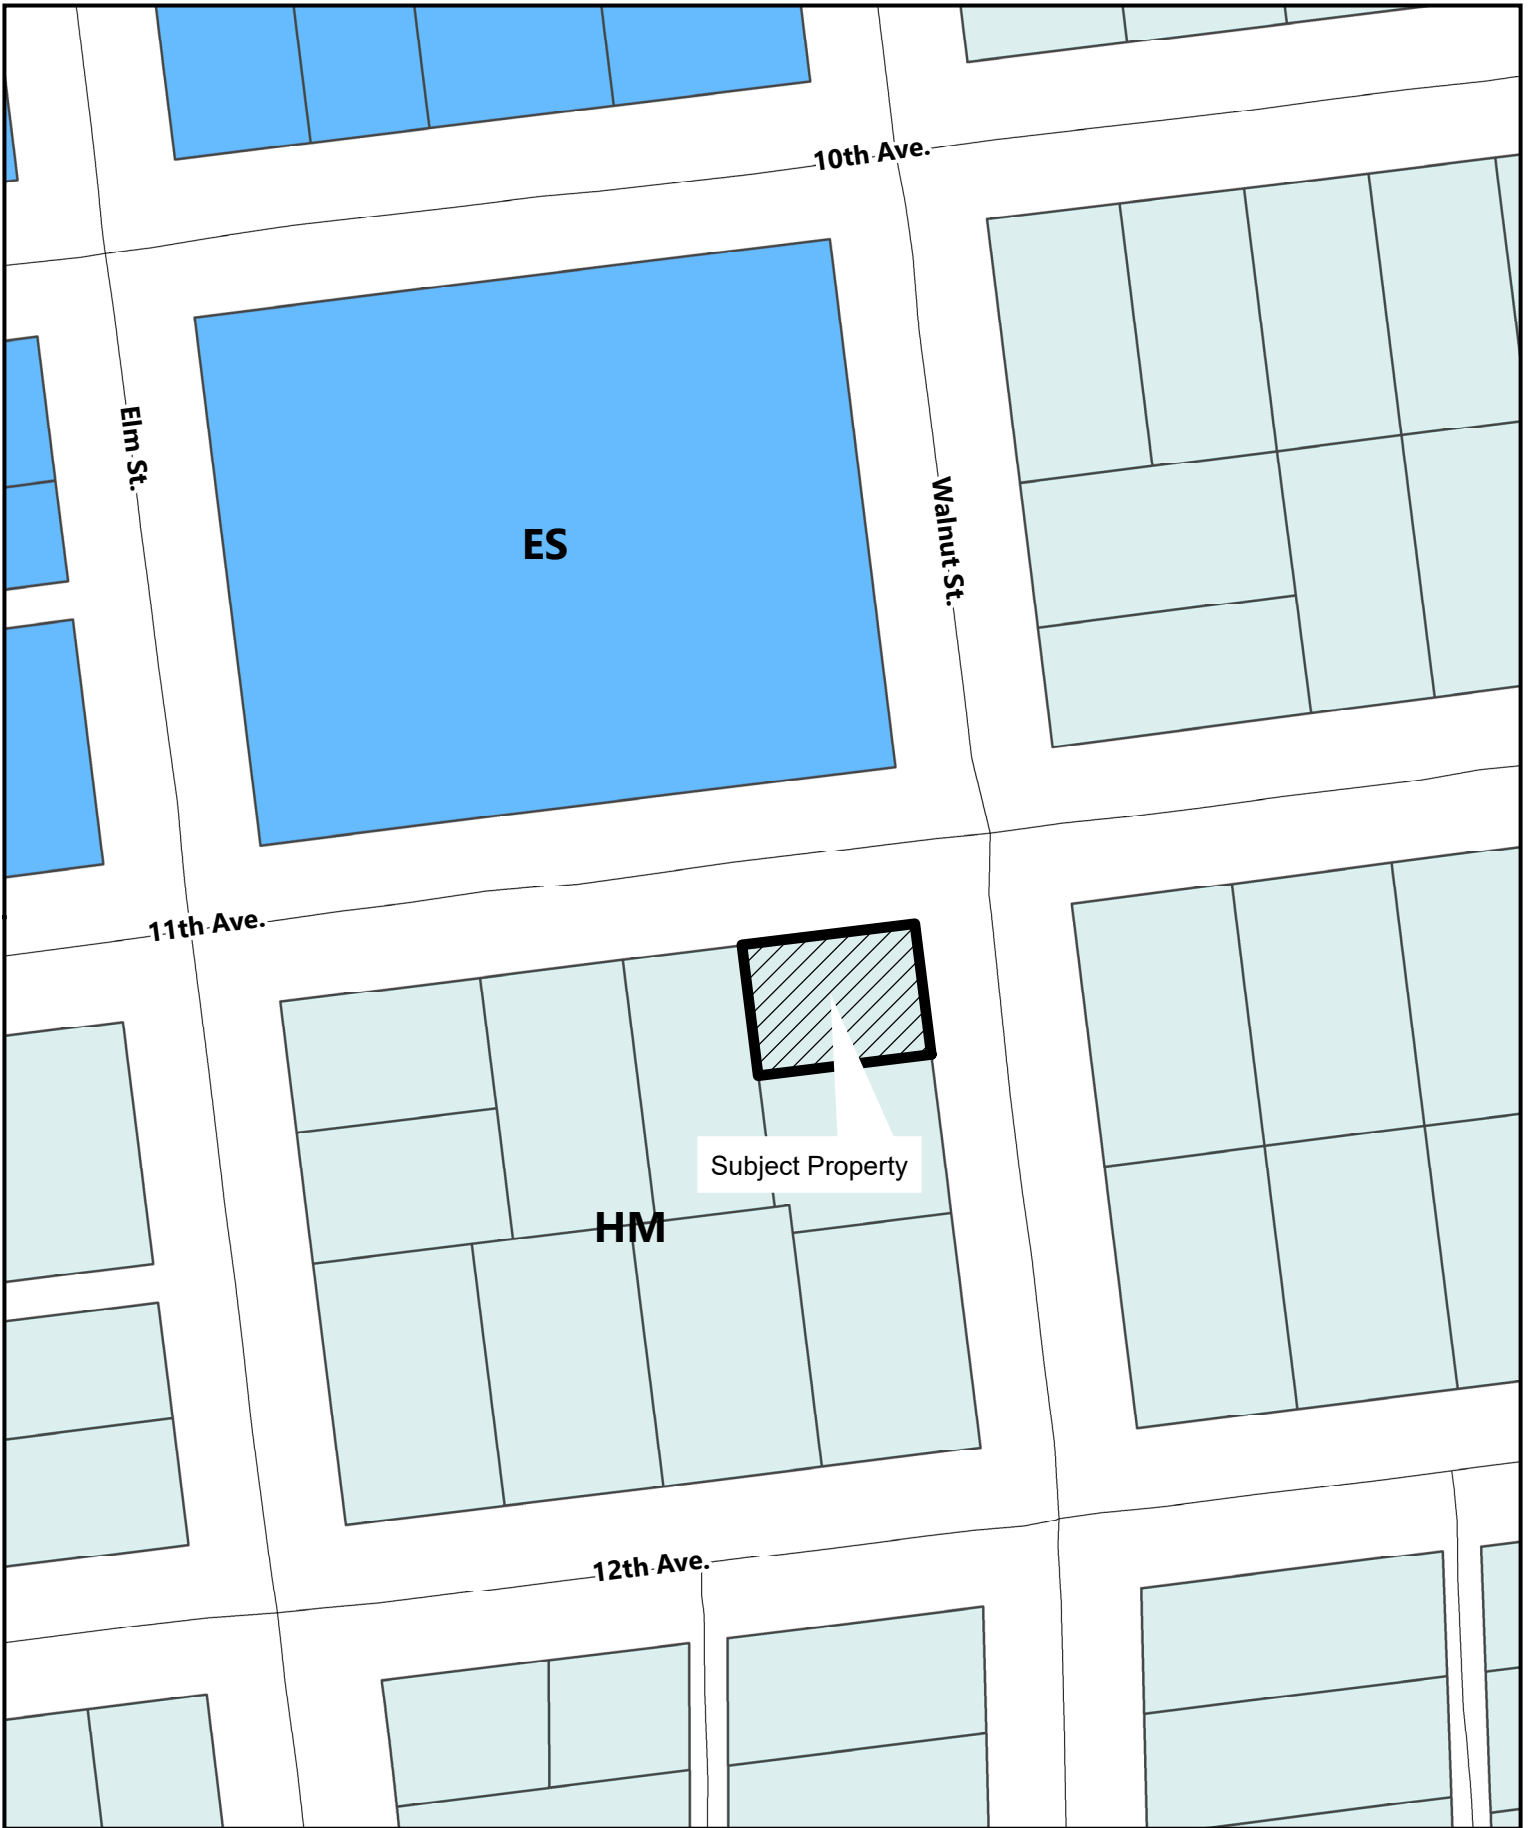 10th Ave.
Elm St.
Walnut St.
ES
11th Ave.
Subject Property
HM
12th Ave.